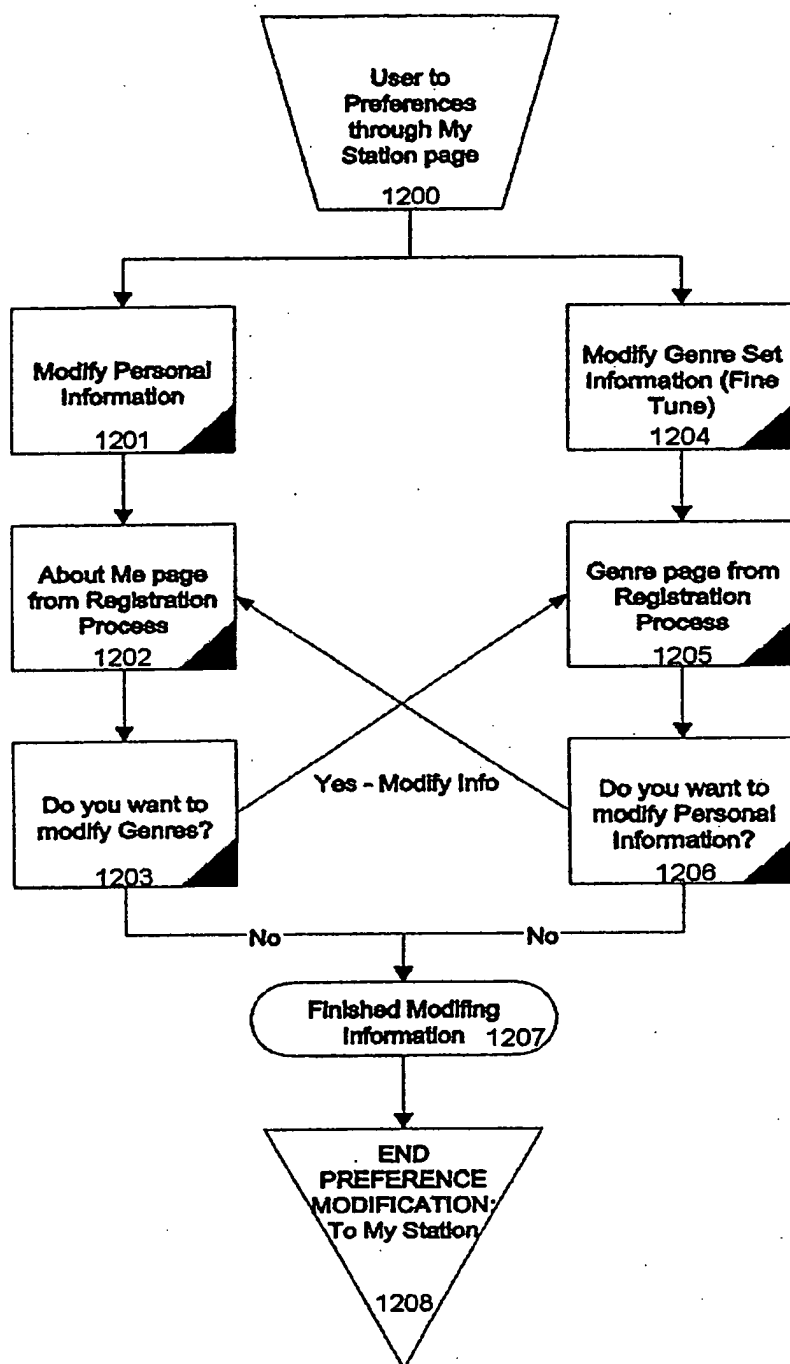 User to
Preferences
through My
Station page
1200
Modify Personal
Information
1201
Modify Genre Set
Information (Fine
Tune)
1204
About Me page
from Registration
Process
1202
Genre page from
Registration
Process
1205
Do you want to
modify Genres?
1203
Yes - Modify Info
Do you want to
modify Personal
Information?
1206
No
No
Finished Modifing
Information 1207
END
PREFERENCE
MODIFICATION:
To My Station
1208